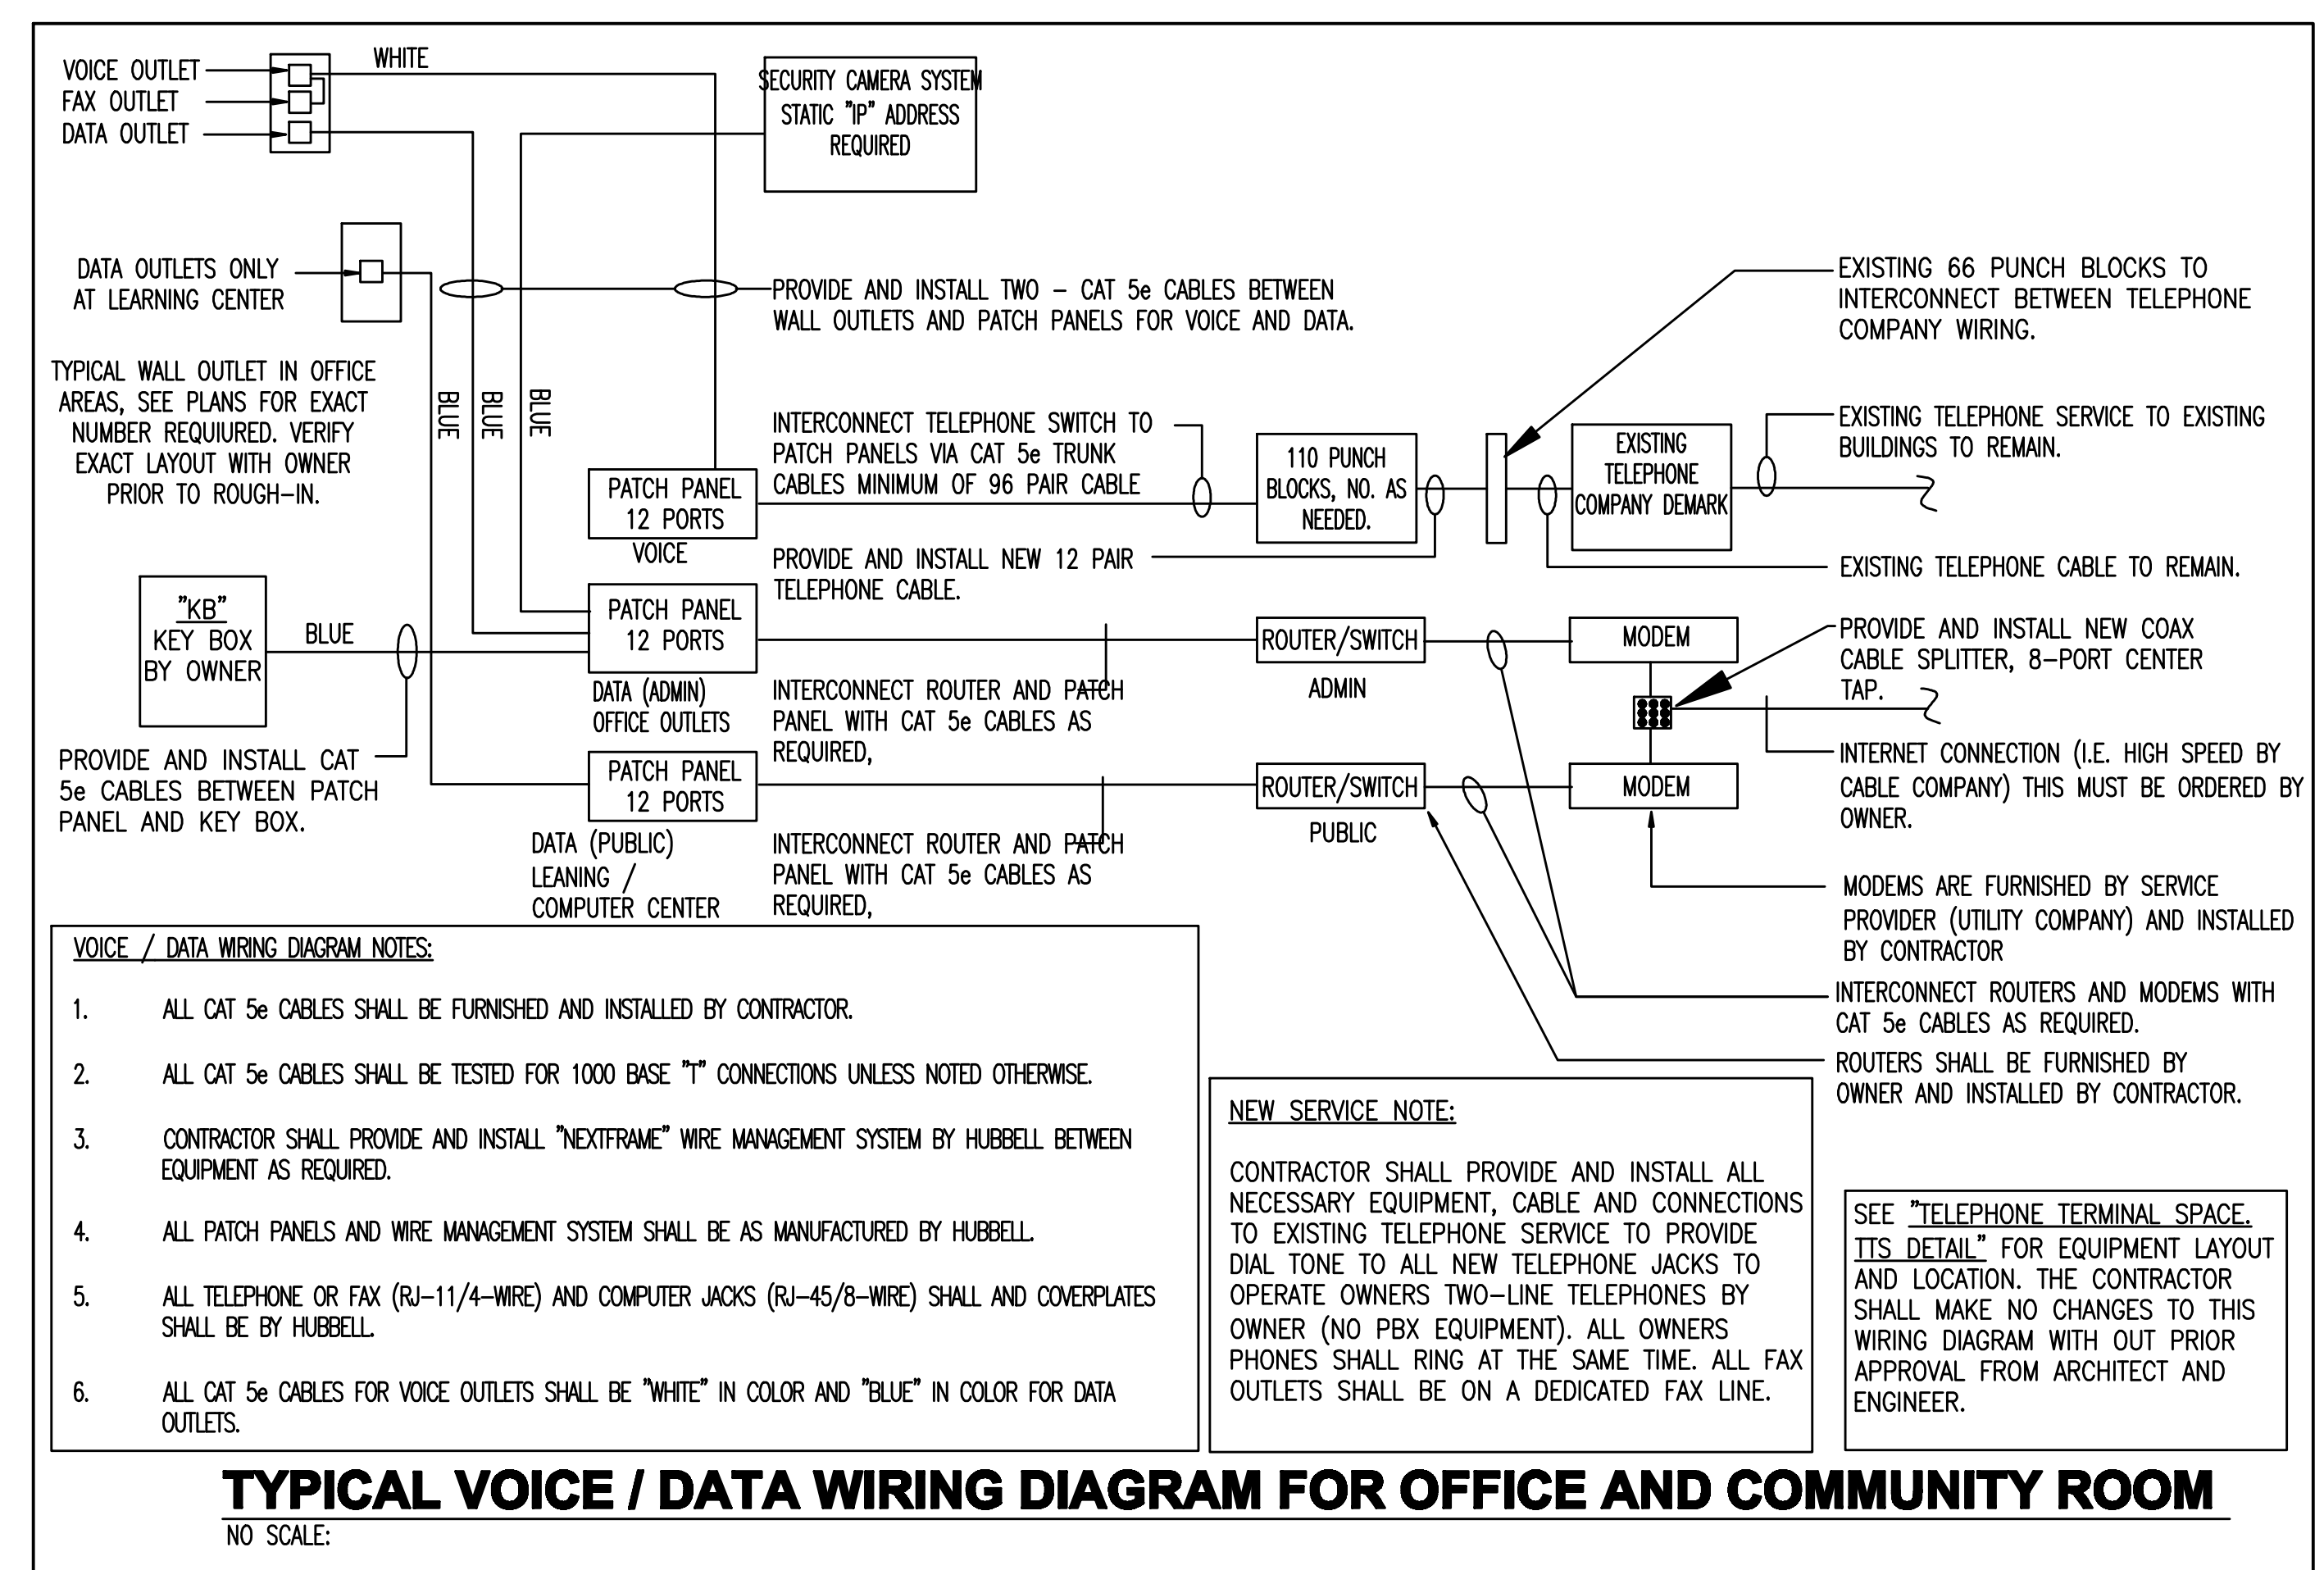 VOICE OUTLET
FAX OUTLET
DATA OUTLET
WHITE
SECURITY CAMERA SYSTEM
STATIC "IP" ADDRESS
REQUIRED
DATA OUTLETS ONLY
AT LEARNING CENTER
TYPICAL WALL OUTLET IN OFFICE
AREAS, SEE PLANS FOR EXACT
NUMBER REQUIURED. VERIFY
EXACT LAYOUT WITH OWNER
PRIOR TO ROUGH-IN.
BLUE
BLUE
BLUE
PROVIDE AND INSTALL TWO - CAT 5e CABLES BETWEEN
WALL OUTLETS AND PATCH PANELS FOR VOICE AND DATA.
INTERCONNECT TELEPHONE SWITCH TO
PATCH PANELS VIA CAT 5e TRUNK
CABLES MINIMUM OF 96 PAIR CABLE
PATCH PANEL
12 PORTS
VOICE
110 PUNCH
BLOCKS, NO. AS
NEEDED.
EXISTING
TELEPHONE
COMPANY DEMARK
EXISTING 66 PUNCH BLOCKS TO
INTERCONNECT BETWEEN TELEPHONE
COMPANY WIRING.
EXISTING TELEPHONE SERVICE TO EXISTING
BUILDINGS TO REMAIN.
PROVIDE AND INSTALL NEW 12 PAIR
TELEPHONE CABLE.
EXISTING TELEPHONE CABLE TO REMAIN.
"KB"
KEY BOX
BY OWNER
BLUE
PATCH PANEL
12 PORTS
DATA (ADMIN)
OFFICE OUTLETS
INTERCONNECT ROUTER AND PATCH
PANEL WITH CAT 5e CABLES AS
REQUIRED,
ROUTER/SWITCH
ADMIN
MODEM
PROVIDE AND INSTALL NEW COAX
CABLE SPLITTER, 8-PORT CENTER
TAP.
PROVIDE AND INSTALL CAT
5e CABLES BETWEEN PATCH
PANEL AND KEY BOX.
PATCH PANEL
12 PORTS
DATA (PUBLIC)
LEANING /
COMPUTER CENTER
INTERCONNECT ROUTER AND PATCH
PANEL WITH CAT 5e CABLES AS
REQUIRED,
ROUTER/SWITCH
PUBLIC
MODEM
INTERNET CONNECTION (I.E. HIGH SPEED BY
CABLE COMPANY) THIS MUST BE ORDERED BY
OWNER.
MODEMS ARE FURNISHED BY SERVICE
PROVIDER (UTILITY COMPANY) AND INSTALLED
BY CONTRACTOR
INTERCONNECT ROUTERS AND MODEMS WITH
CAT 5e CABLES AS REQUIRED.
ROUTERS SHALL BE FURNISHED BY
OWNER AND INSTALLED BY CONTRACTOR.
VOICE / DATA WIRING DIAGRAM NOTES:
1. ALL CAT 5e CABLES SHALL BE FURNISHED AND INSTALLED BY CONTRACTOR.
2. ALL CAT 5e CABLES SHALL BE TESTED FOR 1000 BASE "T" CONNECTIONS UNLESS NOTED OTHERWISE.
3. CONTRACTOR SHALL PROVIDE AND INSTALL "NEXTFRAME" WIRE MANAGEMENT SYSTEM BY HUBBELL BETWEEN
EQUIPMENT AS REQUIRED.
4. ALL PATCH PANELS AND WIRE MANAGEMENT SYSTEM SHALL BE AS MANUFACTURED BY HUBBELL.
5. ALL TELEPHONE OR FAX (RJ-11/4-WIRE) AND COMPUTER JACKS (RJ-45/8-WIRE) SHALL AND COVERPLATES
SHALL BE BY HUBBELL.
6. ALL CAT 5e CABLES FOR VOICE OUTLETS SHALL BE "WHITE" IN COLOR AND "BLUE" IN COLOR FOR DATA
OUTLETS.
NEW SERVICE NOTE:
CONTRACTOR SHALL PROVIDE AND INSTALL ALL
NECESSARY EQUIPMENT, CABLE AND CONNECTIONS
TO EXISTING TELEPHONE SERVICE TO PROVIDE
DIAL TONE TO ALL NEW TELEPHONE JACKS TO
OPERATE OWNERS TWO-LINE TELEPHONES BY
OWNER (NO PBX EQUIPMENT). ALL OWNERS
PHONES SHALL RING AT THE SAME TIME. ALL FAX
OUTLETS SHALL BE ON A DEDICATED FAX LINE.
SEE "TELEPHONE TERMINAL SPACE.
TTS DETAIL" FOR EQUIPMENT LAYOUT
AND LOCATION. THE CONTRACTOR
SHALL MAKE NO CHANGES TO THIS
WIRING DIAGRAM WITH OUT PRIOR
APPROVAL FROM ARCHITECT AND
ENGINEER.
TYPICAL VOICE / DATA WIRING DIAGRAM FOR OFFICE AND COMMUNITY ROOM
NO SCALE: